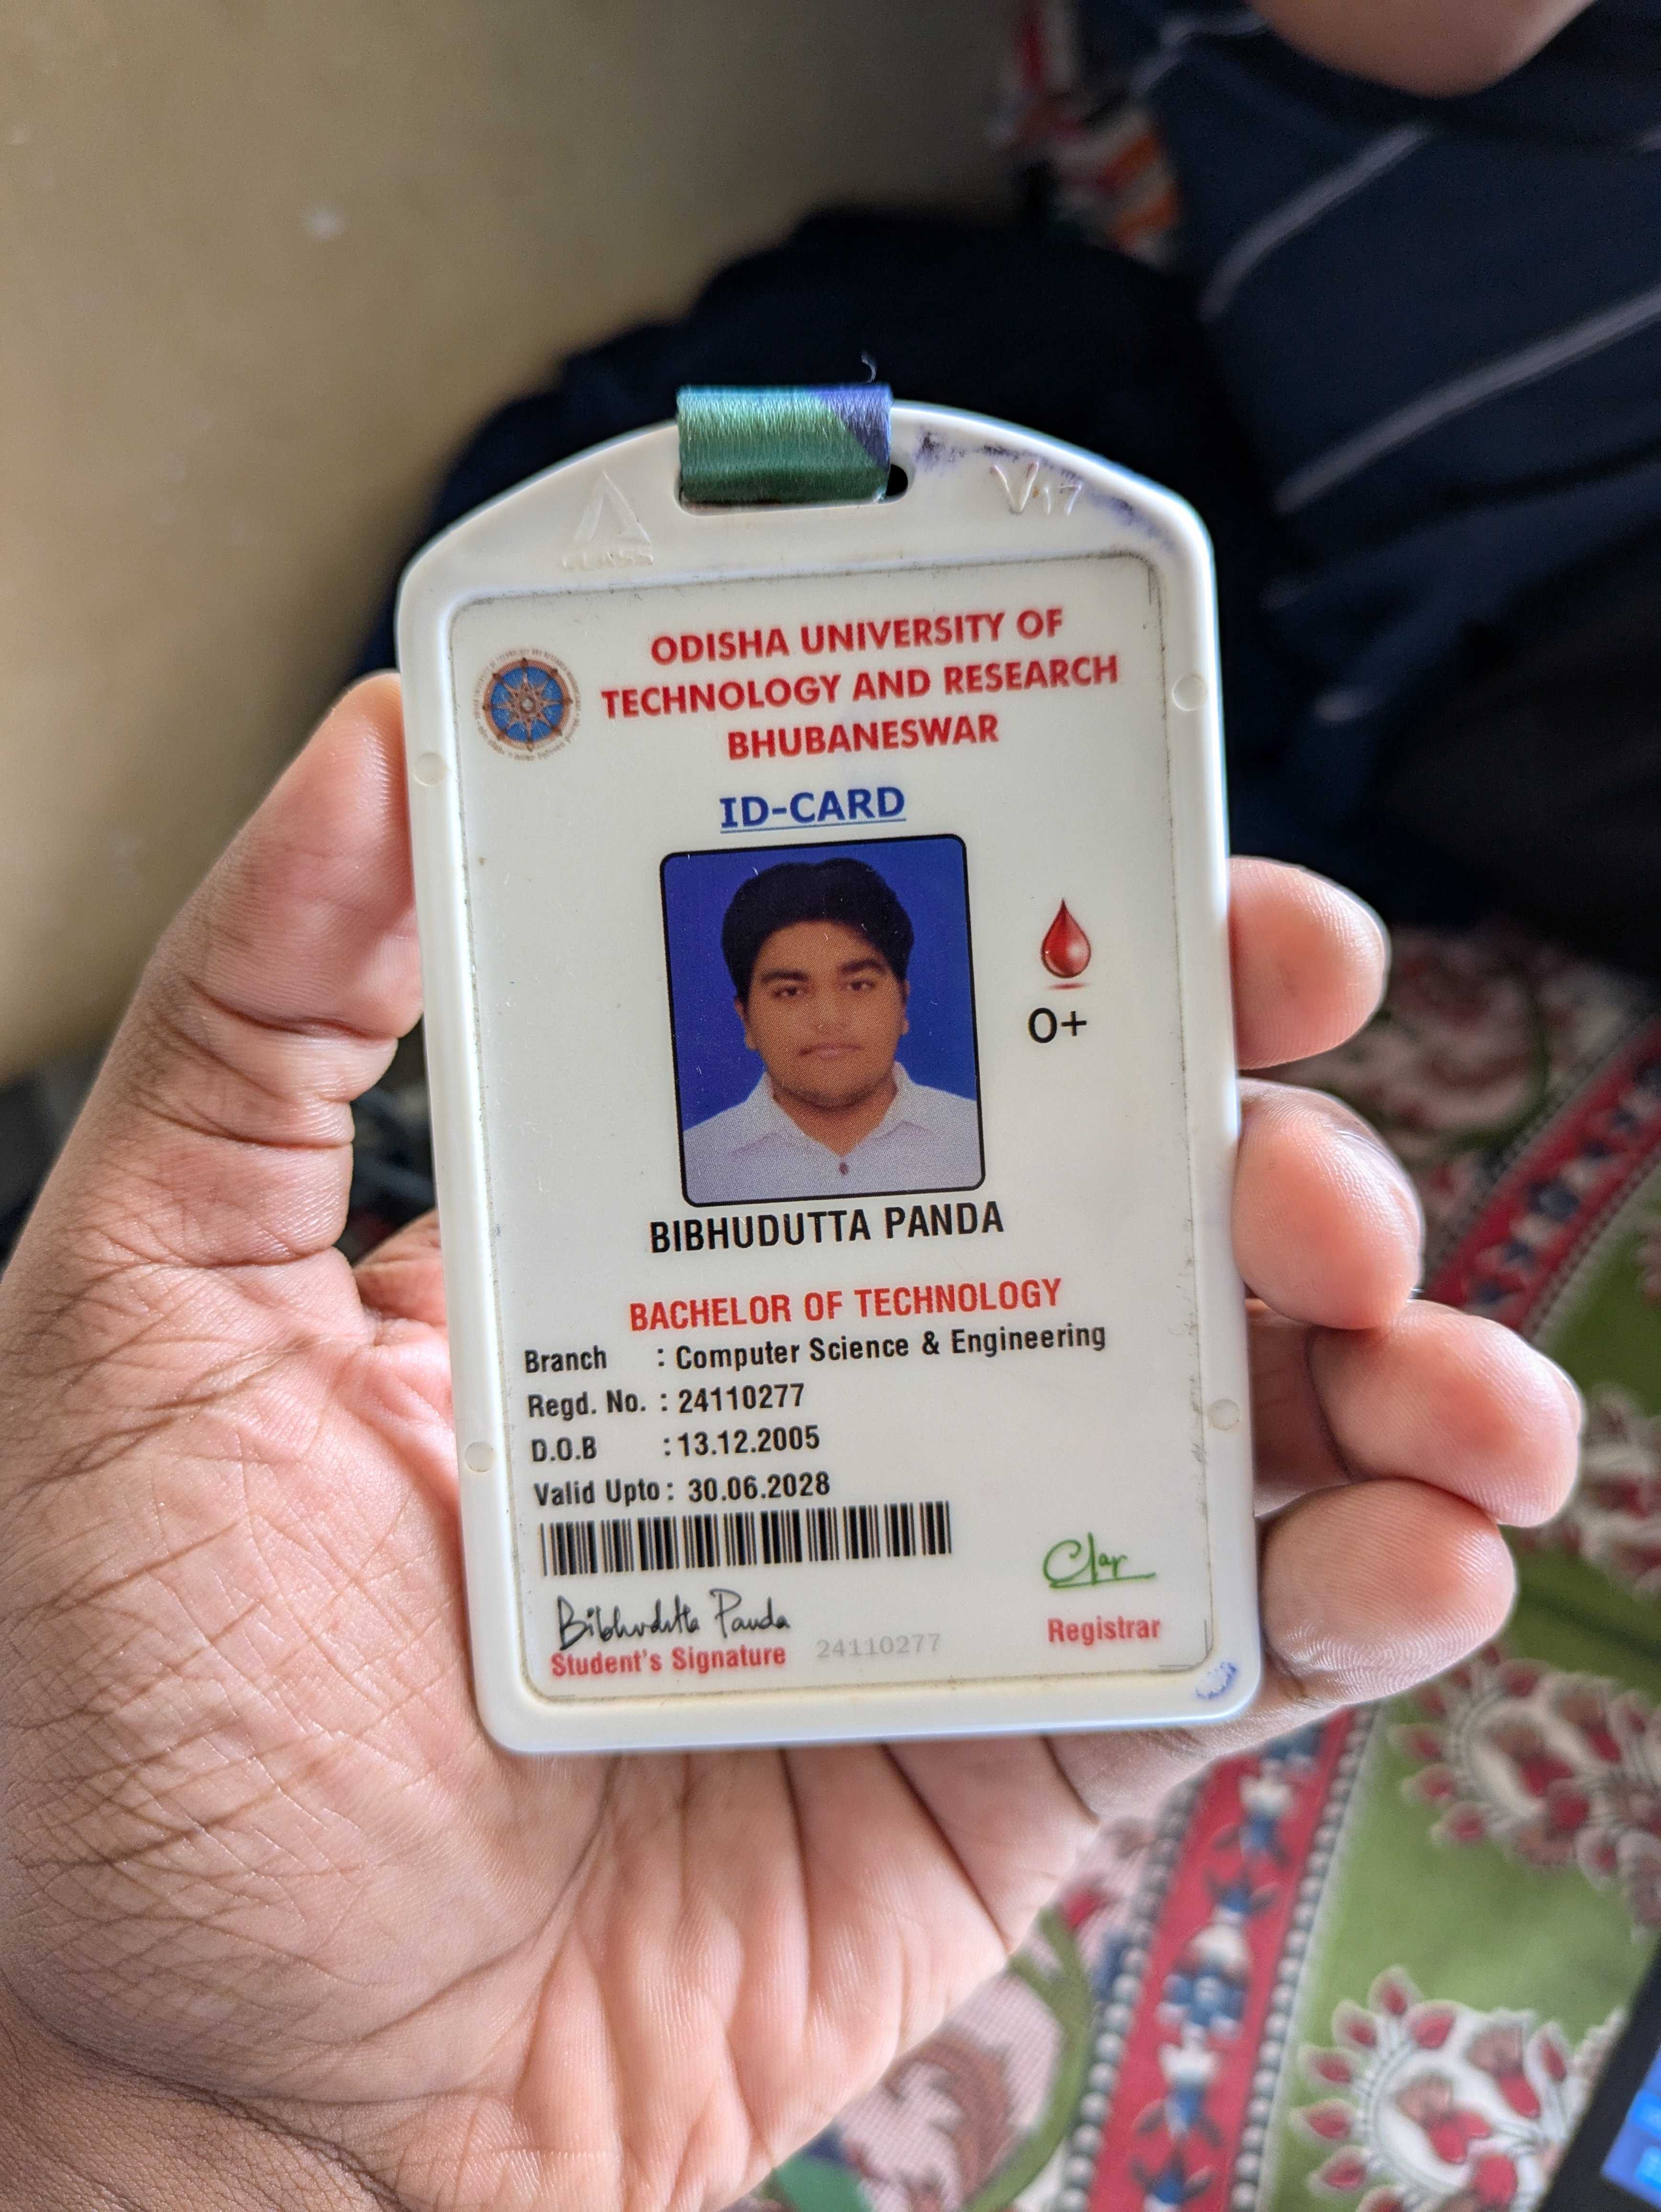 V17
CLASS
ODISHA UNIVERSITY OF
TECHNOLOGY AND RESEARCH
BHUBANESWAR
ID-CARD
O+
BIBHUDUTTA PANDA
BACHELOR OF TECHNOLOGY
Branch : Computer Science & Engineering
Regd. No. : 24110277
D.O.B : 13.12.2005
Valid Upto : 30.06.2028
Bibhudutta Panda
Student's Signature
24110277
Registrar